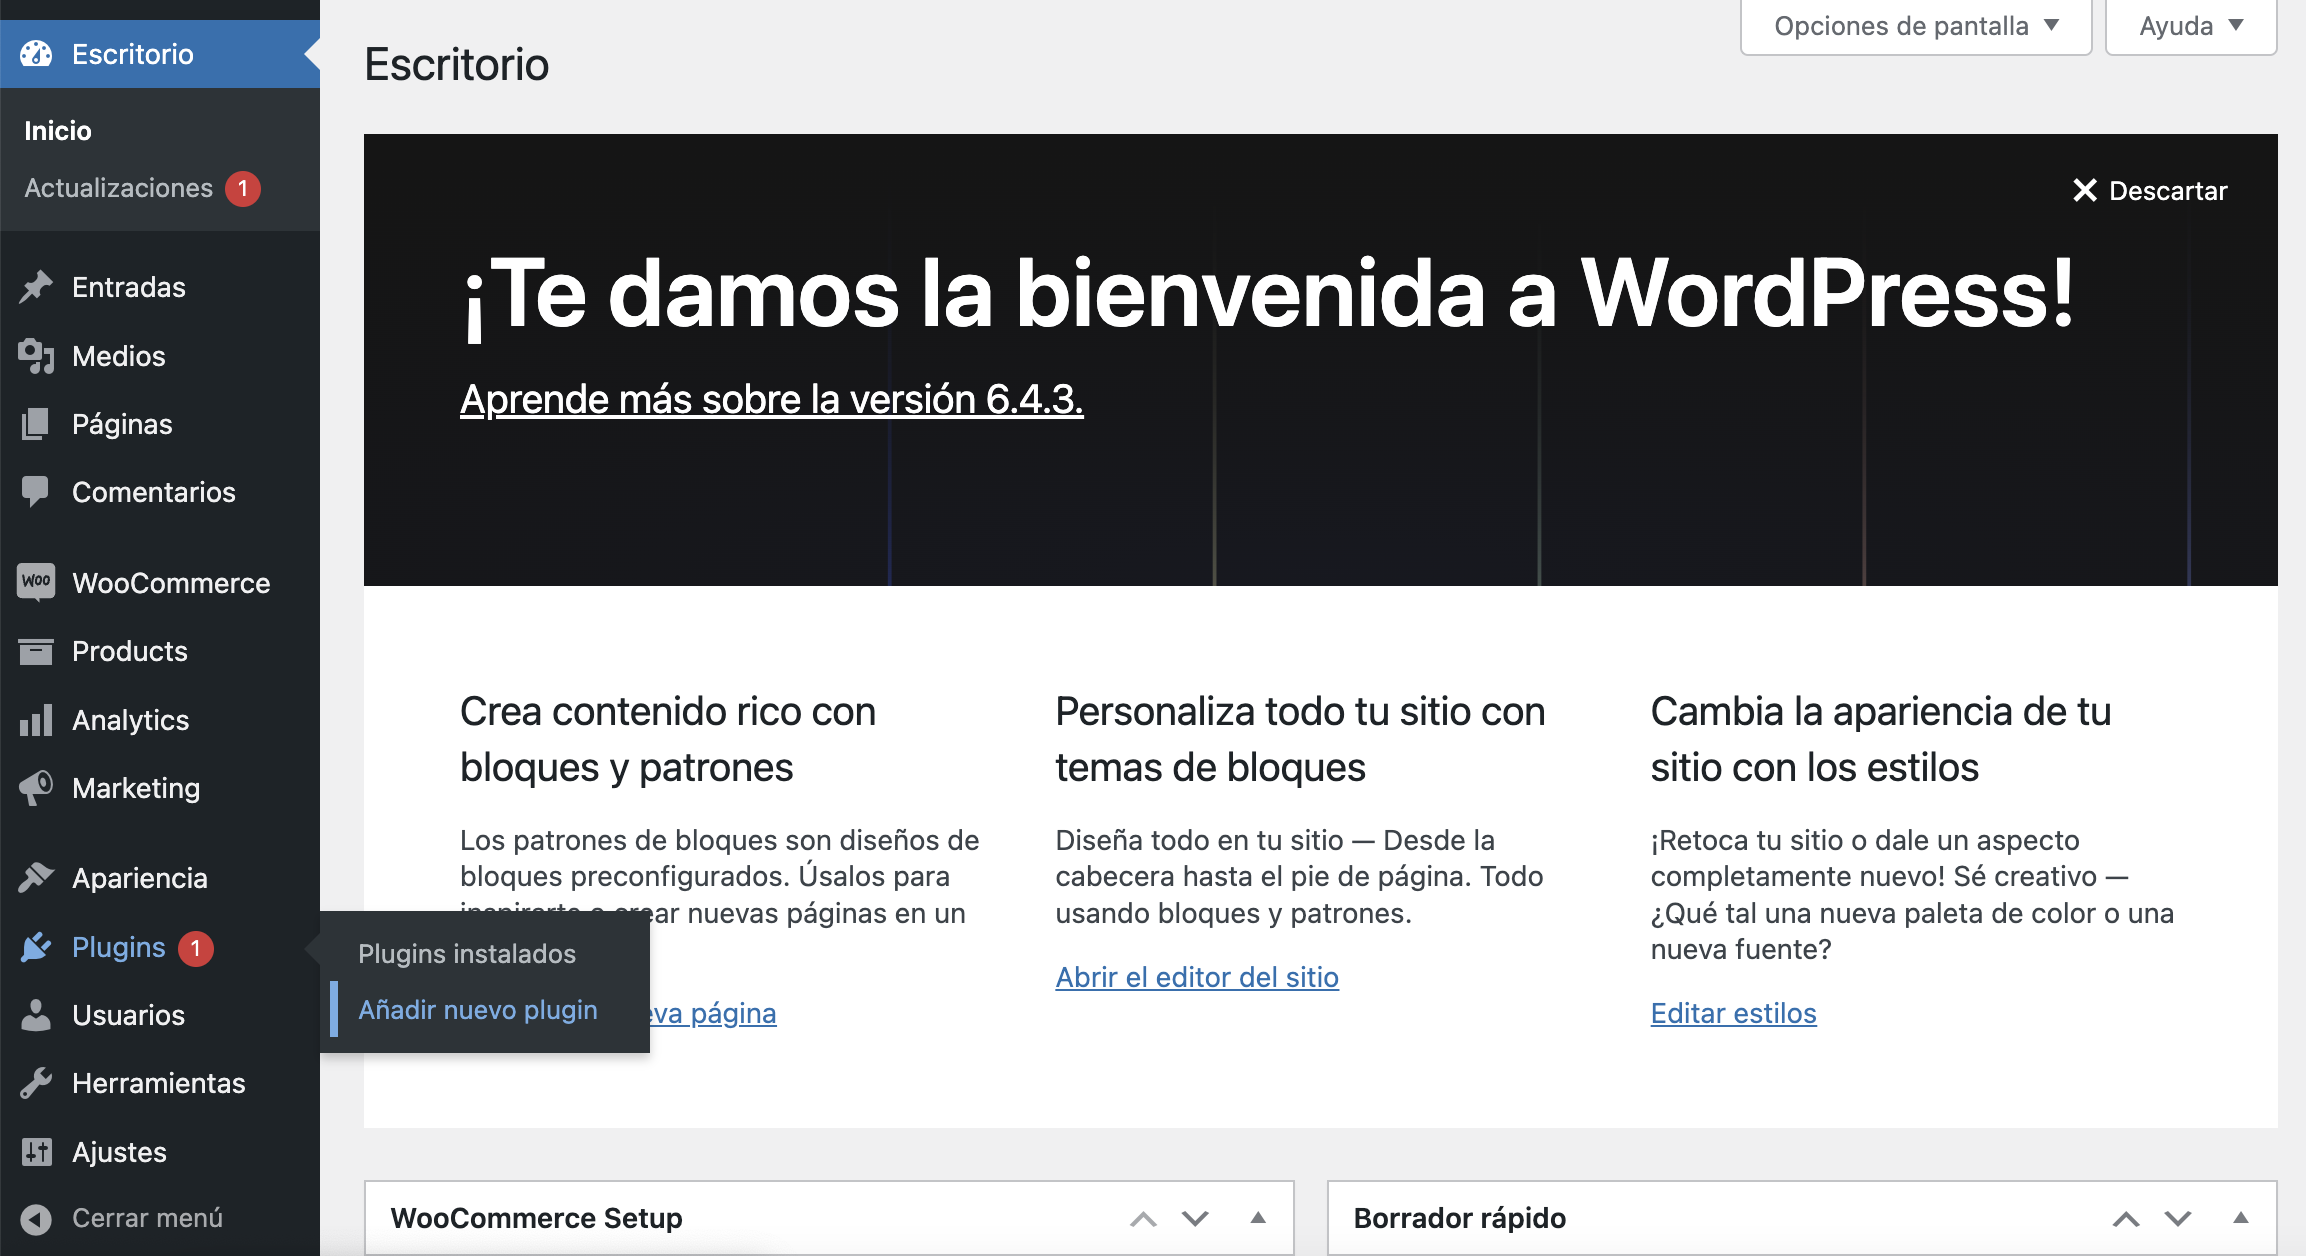 Escritorio
Inicio
Actualizaciones 1
Entradas
Medios
Páginas
Comentarios
Woo WooCommerce
Products
Analytics
Marketing
Apariencia
Plugins 1
Usuarios
Herramientas
Ajustes
Cerrar menú
Plugins instalados
Añadir nuevo plugin
Opciones de pantalla
Ayuda
Escritorio
Descartar
¡Te damos la bienvenida a WordPress!
Aprende más sobre la versión 6.4.3.
Crea contenido rico con
bloques y patrones
Los patrones de bloques son diseños de
bloques preconfigurados. Úsalos para
nuevas páginas en un
página
Personaliza todo tu sitio con
temas de bloques
Diseña todo en tu sitio — Desde la
cabecera hasta el pie de página. Todo
usando bloques y patrones.
Abrir el editor del sitio
Cambia la apariencia de tu
sitio con los estilos
¡Retoca tu sitio o dale un aspecto
completamente nuevo! Sé creativo —
¿Qué tal una nueva paleta de color o una
nueva fuente?
Editar estilos
WooCommerce Setup
Borrador rápido